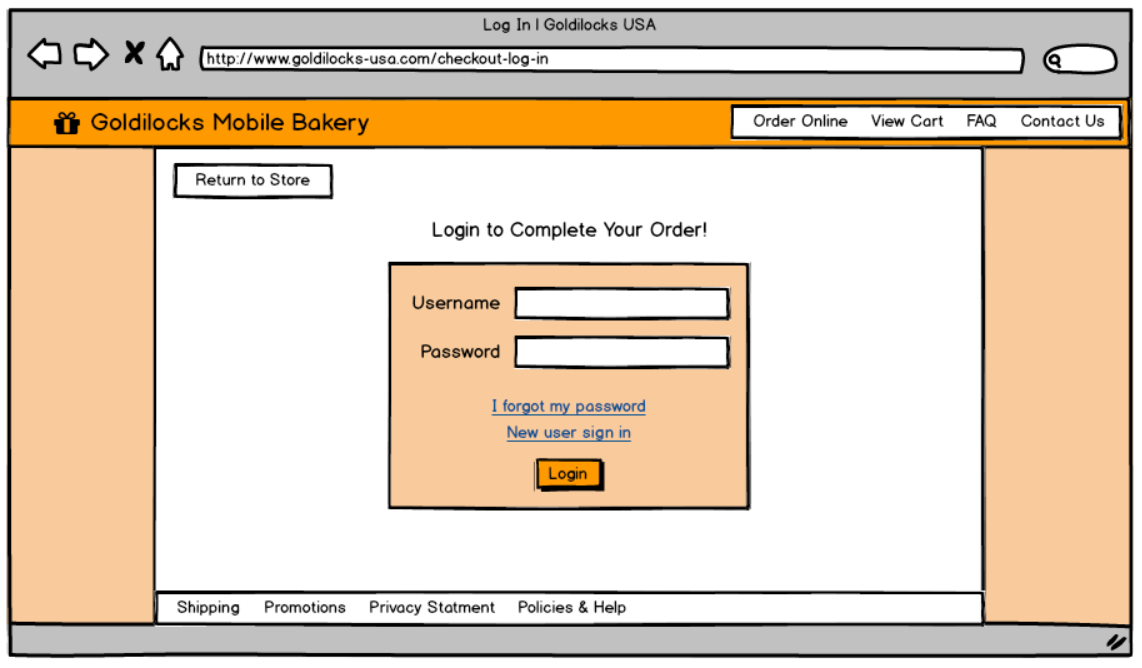 Log In | Goldilocks USA
http://www.goldilocks-usa.com/checkout-log-in
Goldilocks Mobile Bakery
Order Online View Cart FAQ Contact Us
Return to Store
Login to Complete Your Order!
Username
Password
I forgot my password
New user sign in
Login
Shipping Promotions Privacy Statment Policies & Help